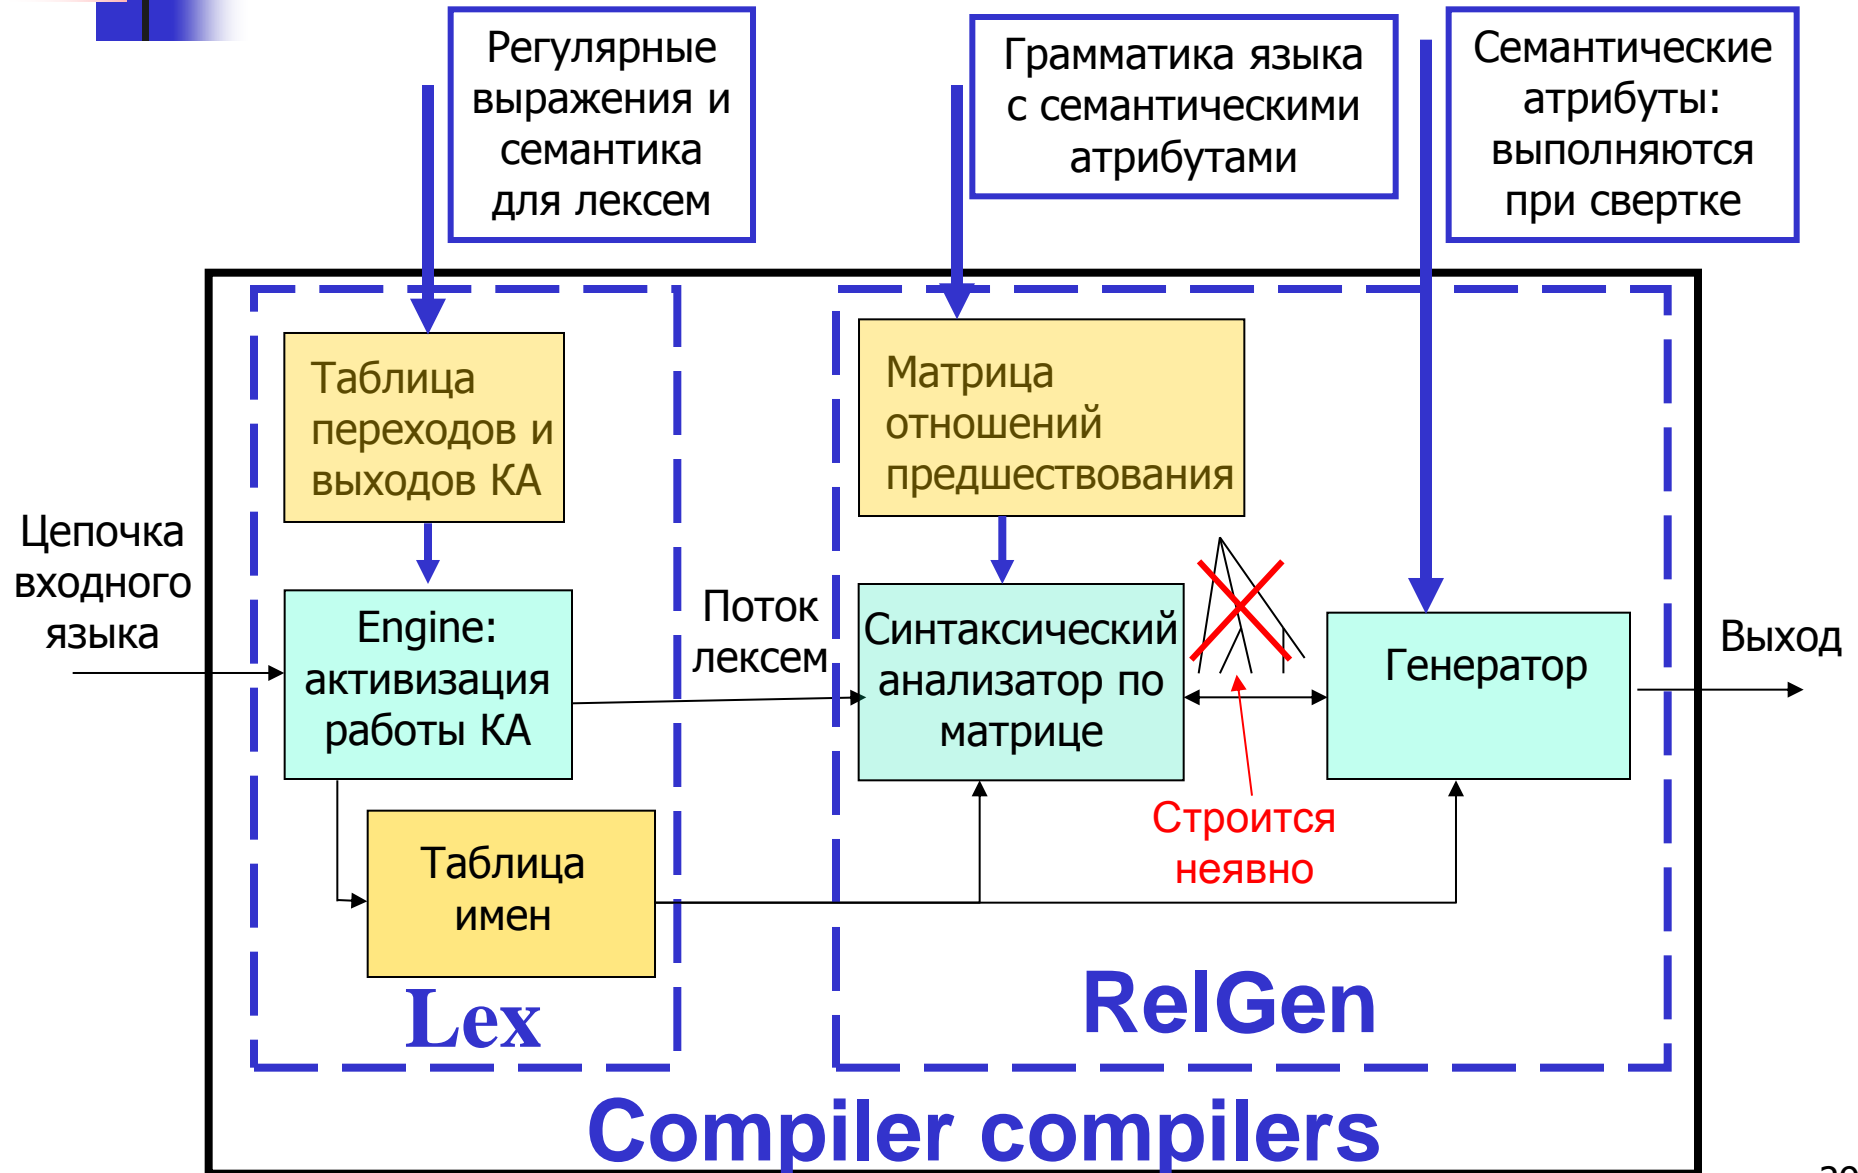 Регулярные
выражения и
семантика
для лексем
Грамматика языка
с семантическими
атрибутами
Семантические
атрибуты:
выполняются
при свертке
Таблица
переходов и
выходов КА
Матрица
отношений
предшествования
Цепочка
входного
языка
Engine:
активизация
работы КА
Поток
лексем
Синтаксический
анализатор по
матрице
Генератор
Выход
Строится
неявно
Таблица
имен
Lex
RelGen
Compiler compilers